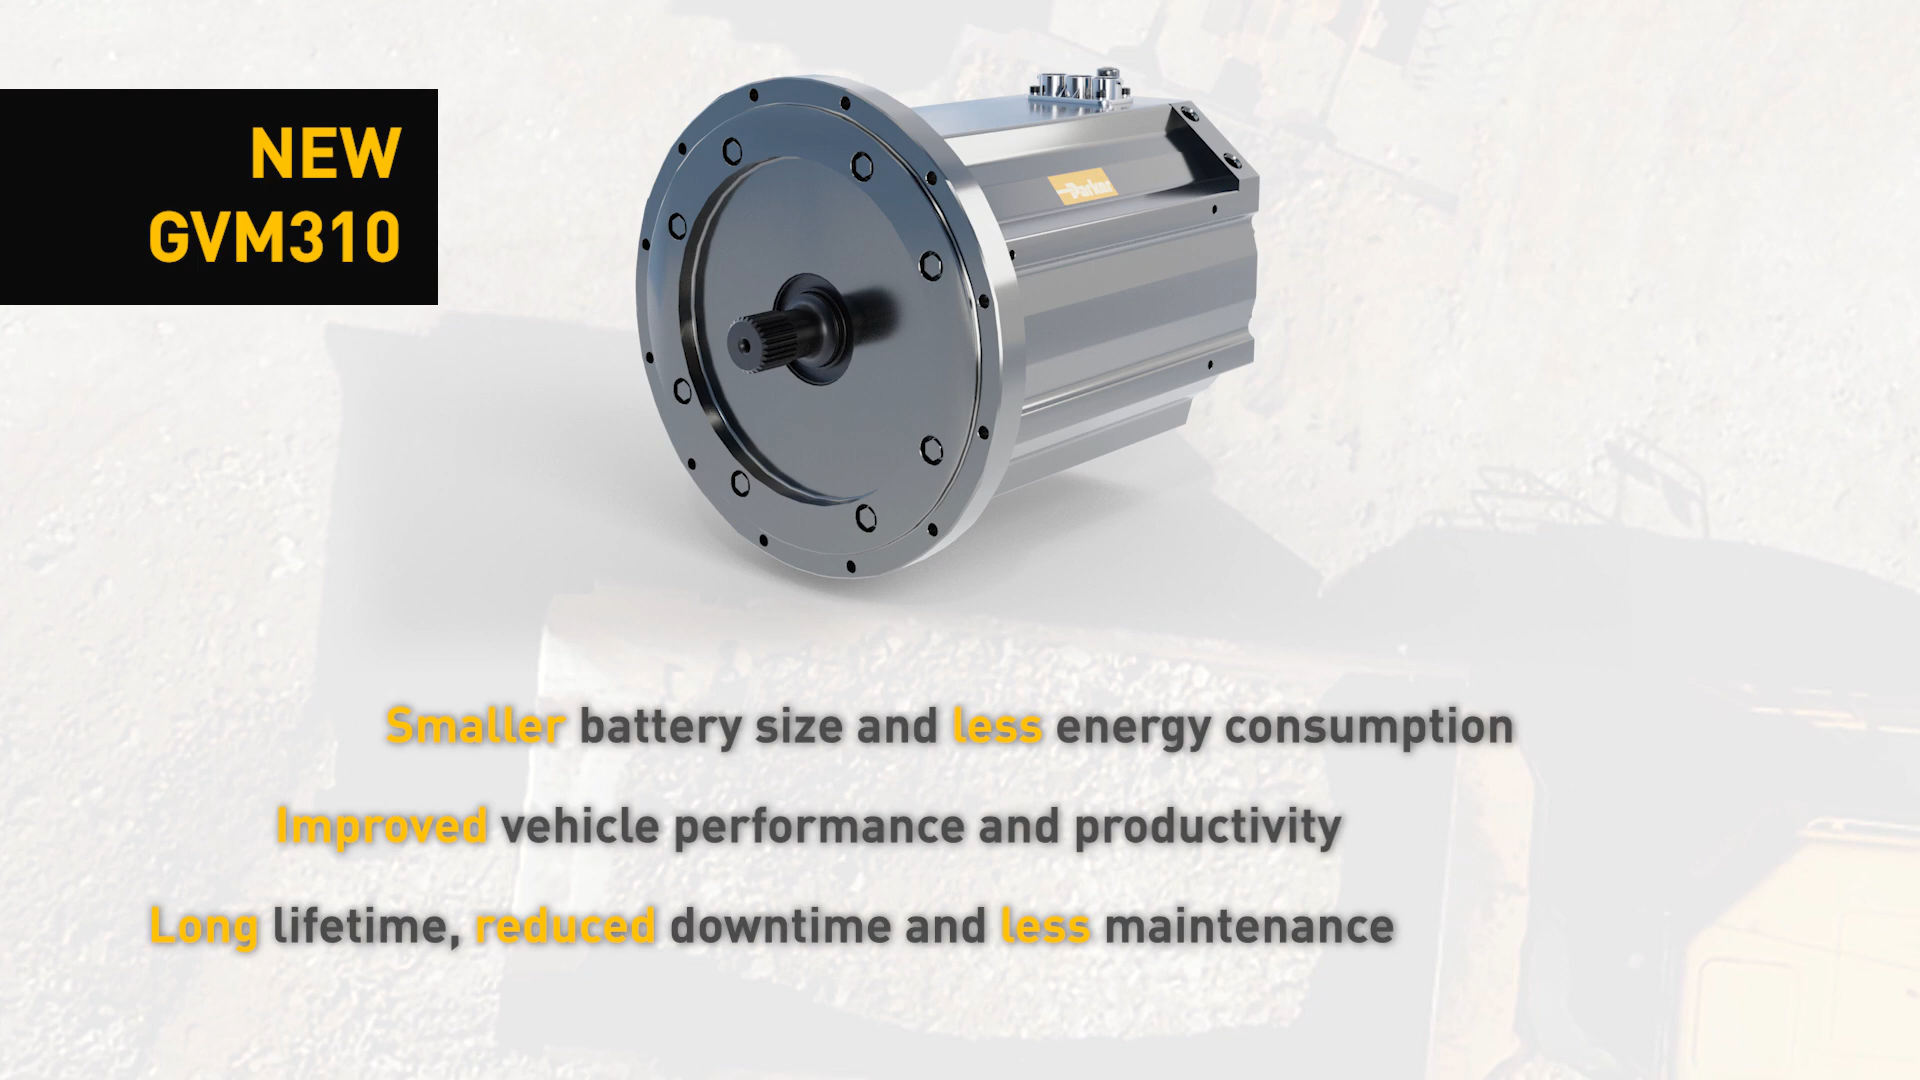 NEW
GVM310
Parker
Smaller battery size and less energy consumption
Improved vehicle performance and productivity
Long lifetime, reduced downtime and less maintenance